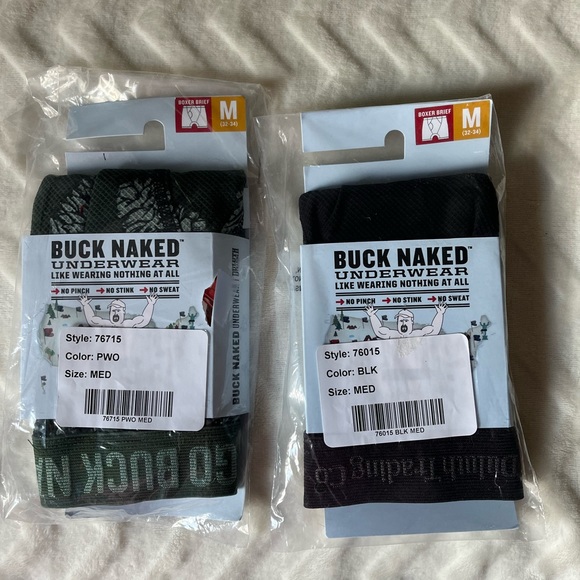 BOXER BRIEF
M
(32-34)
BUCK NAKED™
UNDERWEAR
LIKE WEARING NOTHING AT ALL
NO PINCH NO STINK NO SWEAT
BUCK NAKED UNDERWEAR
Style: 76715
Color: PWO
Size: MED
76715 PWO MED
GO BUCK NA
BOXER BRIEF
M
(32-34)
BUCK NAKED™
UNDERWEAR
LIKE WEARING NOTHING AT ALL
NO PINCH NO STINK NO SWEAT
Style: 76015
Color: BLK
Size: MED
76015 BLK MED
Duluth Trading Co